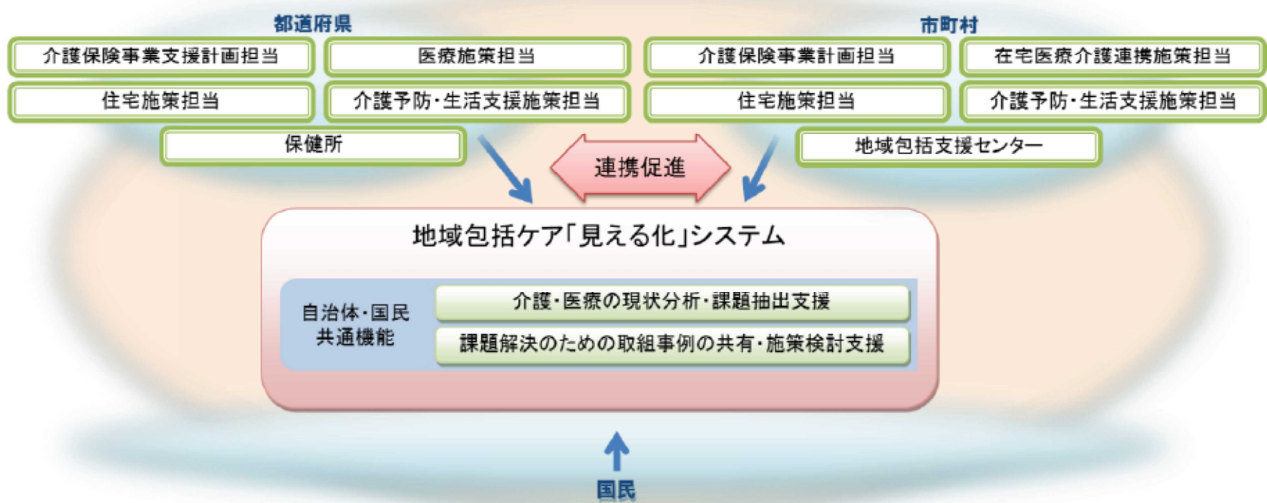 都道府県
市町村
介護保険事業支援計画担当
医療施策担当
介護保険事業計画担当
在宅医療介護連携施策担当
住宅施策担当
介護予防・生活支援施策担当
住宅施策担当
介護予防・生活支援施策担当
保健所
地域包括支援センター
連携促進
地域包括ケア「見える化」システム
自治体・国民
共通機能
介護・医療の現状分析・課題抽出支援
課題解決のための取組事例の共有・施策検討支援
国民